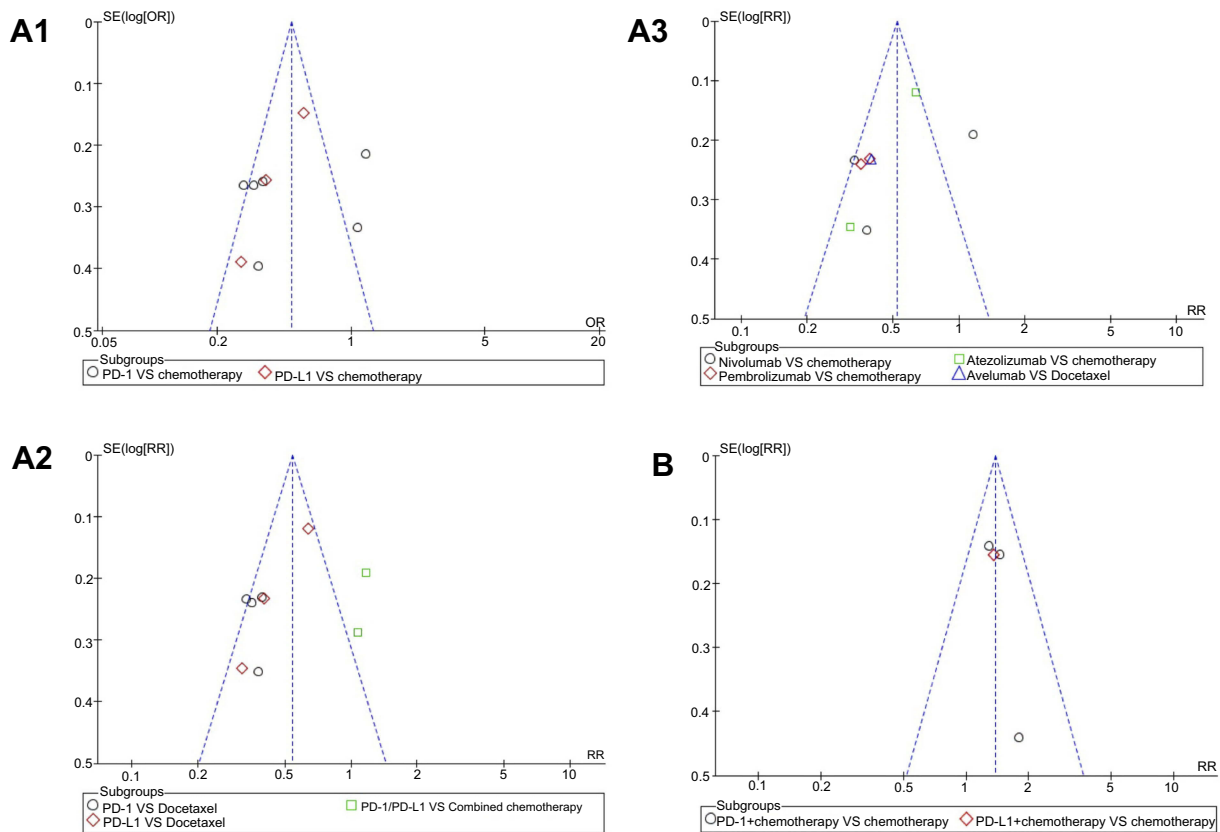 A1
SE(log[OR])
0
0.1
0.2
0.3
0.4
0.5
0.05 0.2 1 5 20
OR
Subgroups
PD-1 VS chemotherapy PD-L1 VS chemotherapy
A3
SE(log[RR])
0
0.1
0.2
0.3
0.4
0.5
0.1 0.2 0.5 1 2 5 10
RR
Subgroups
Nivolumab VS chemotherapy Atezolizumab VS chemotherapy
Pembrolizumab VS chemotherapy Avelumab VS Docetaxel
A2
SE(log[RR])
0
0.1
0.2
0.3
0.4
0.5
0.1 0.2 0.5 1 2 5 10
RR
Subgroups
PD-1 VS Docetaxel PD-1/PD-L1 VS Combined chemotherapy
PD-L1 VS Docetaxel
B
SE(log[RR])
0
0.1
0.2
0.3
0.4
0.5
0.1 0.2 0.5 1 2 5 10
RR
Subgroups
PD-1+chemotherapy VS chemotherapy PD-L1+chemotherapy VS chemotherapy